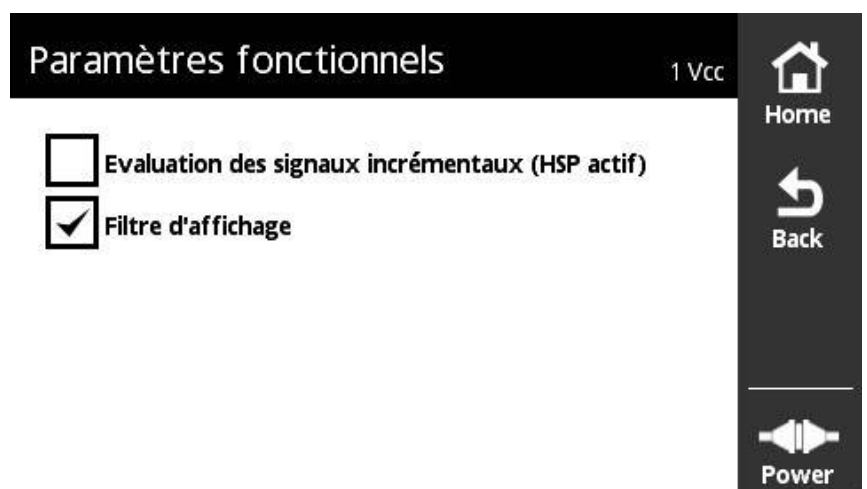 Paramètres fonctionnels
1 Vcc
Home
Evaluation des signaux incrémentaux (HSP actif)
Filtre d'affichage
Back
Power